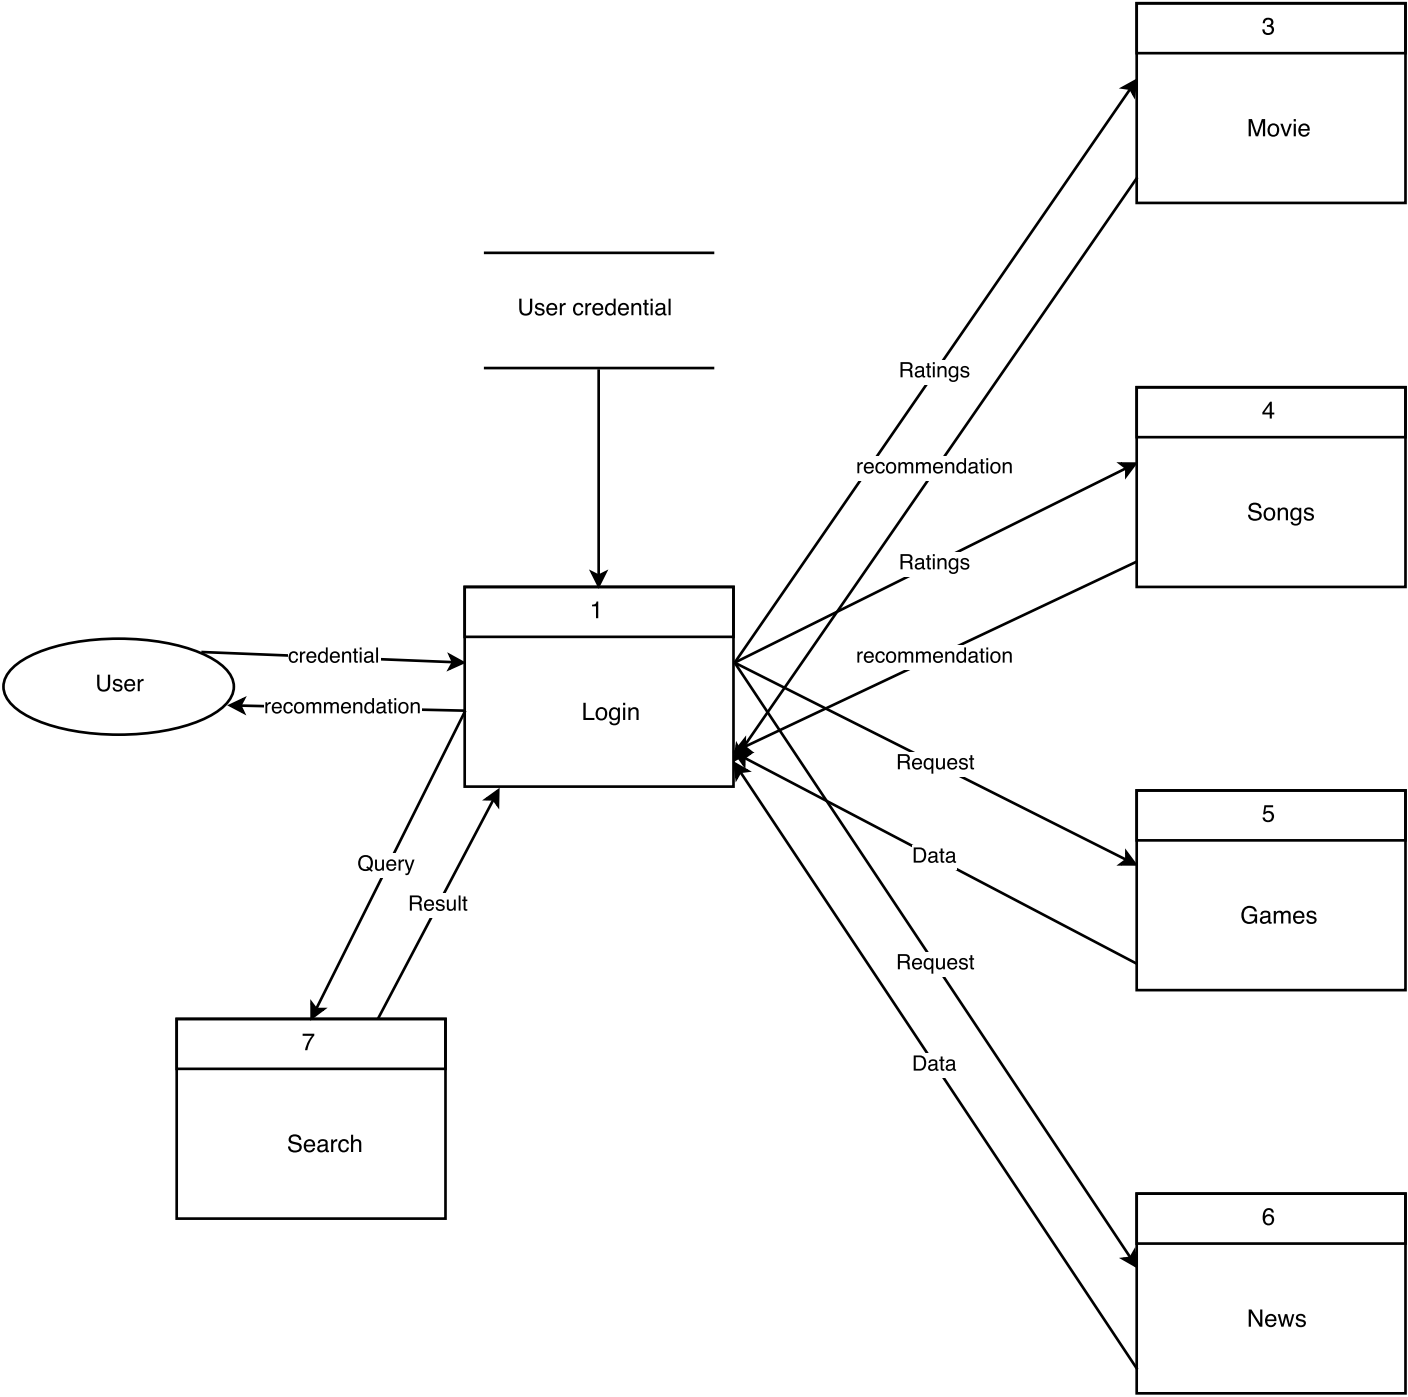 3
Movie
User credential
Ratings
4
recommendation
Songs
Ratings
1
credential
recommendation
User
recommendation
Login
Request
5
Data
Query
Result
Games
Request
7
Data
Search
6
News